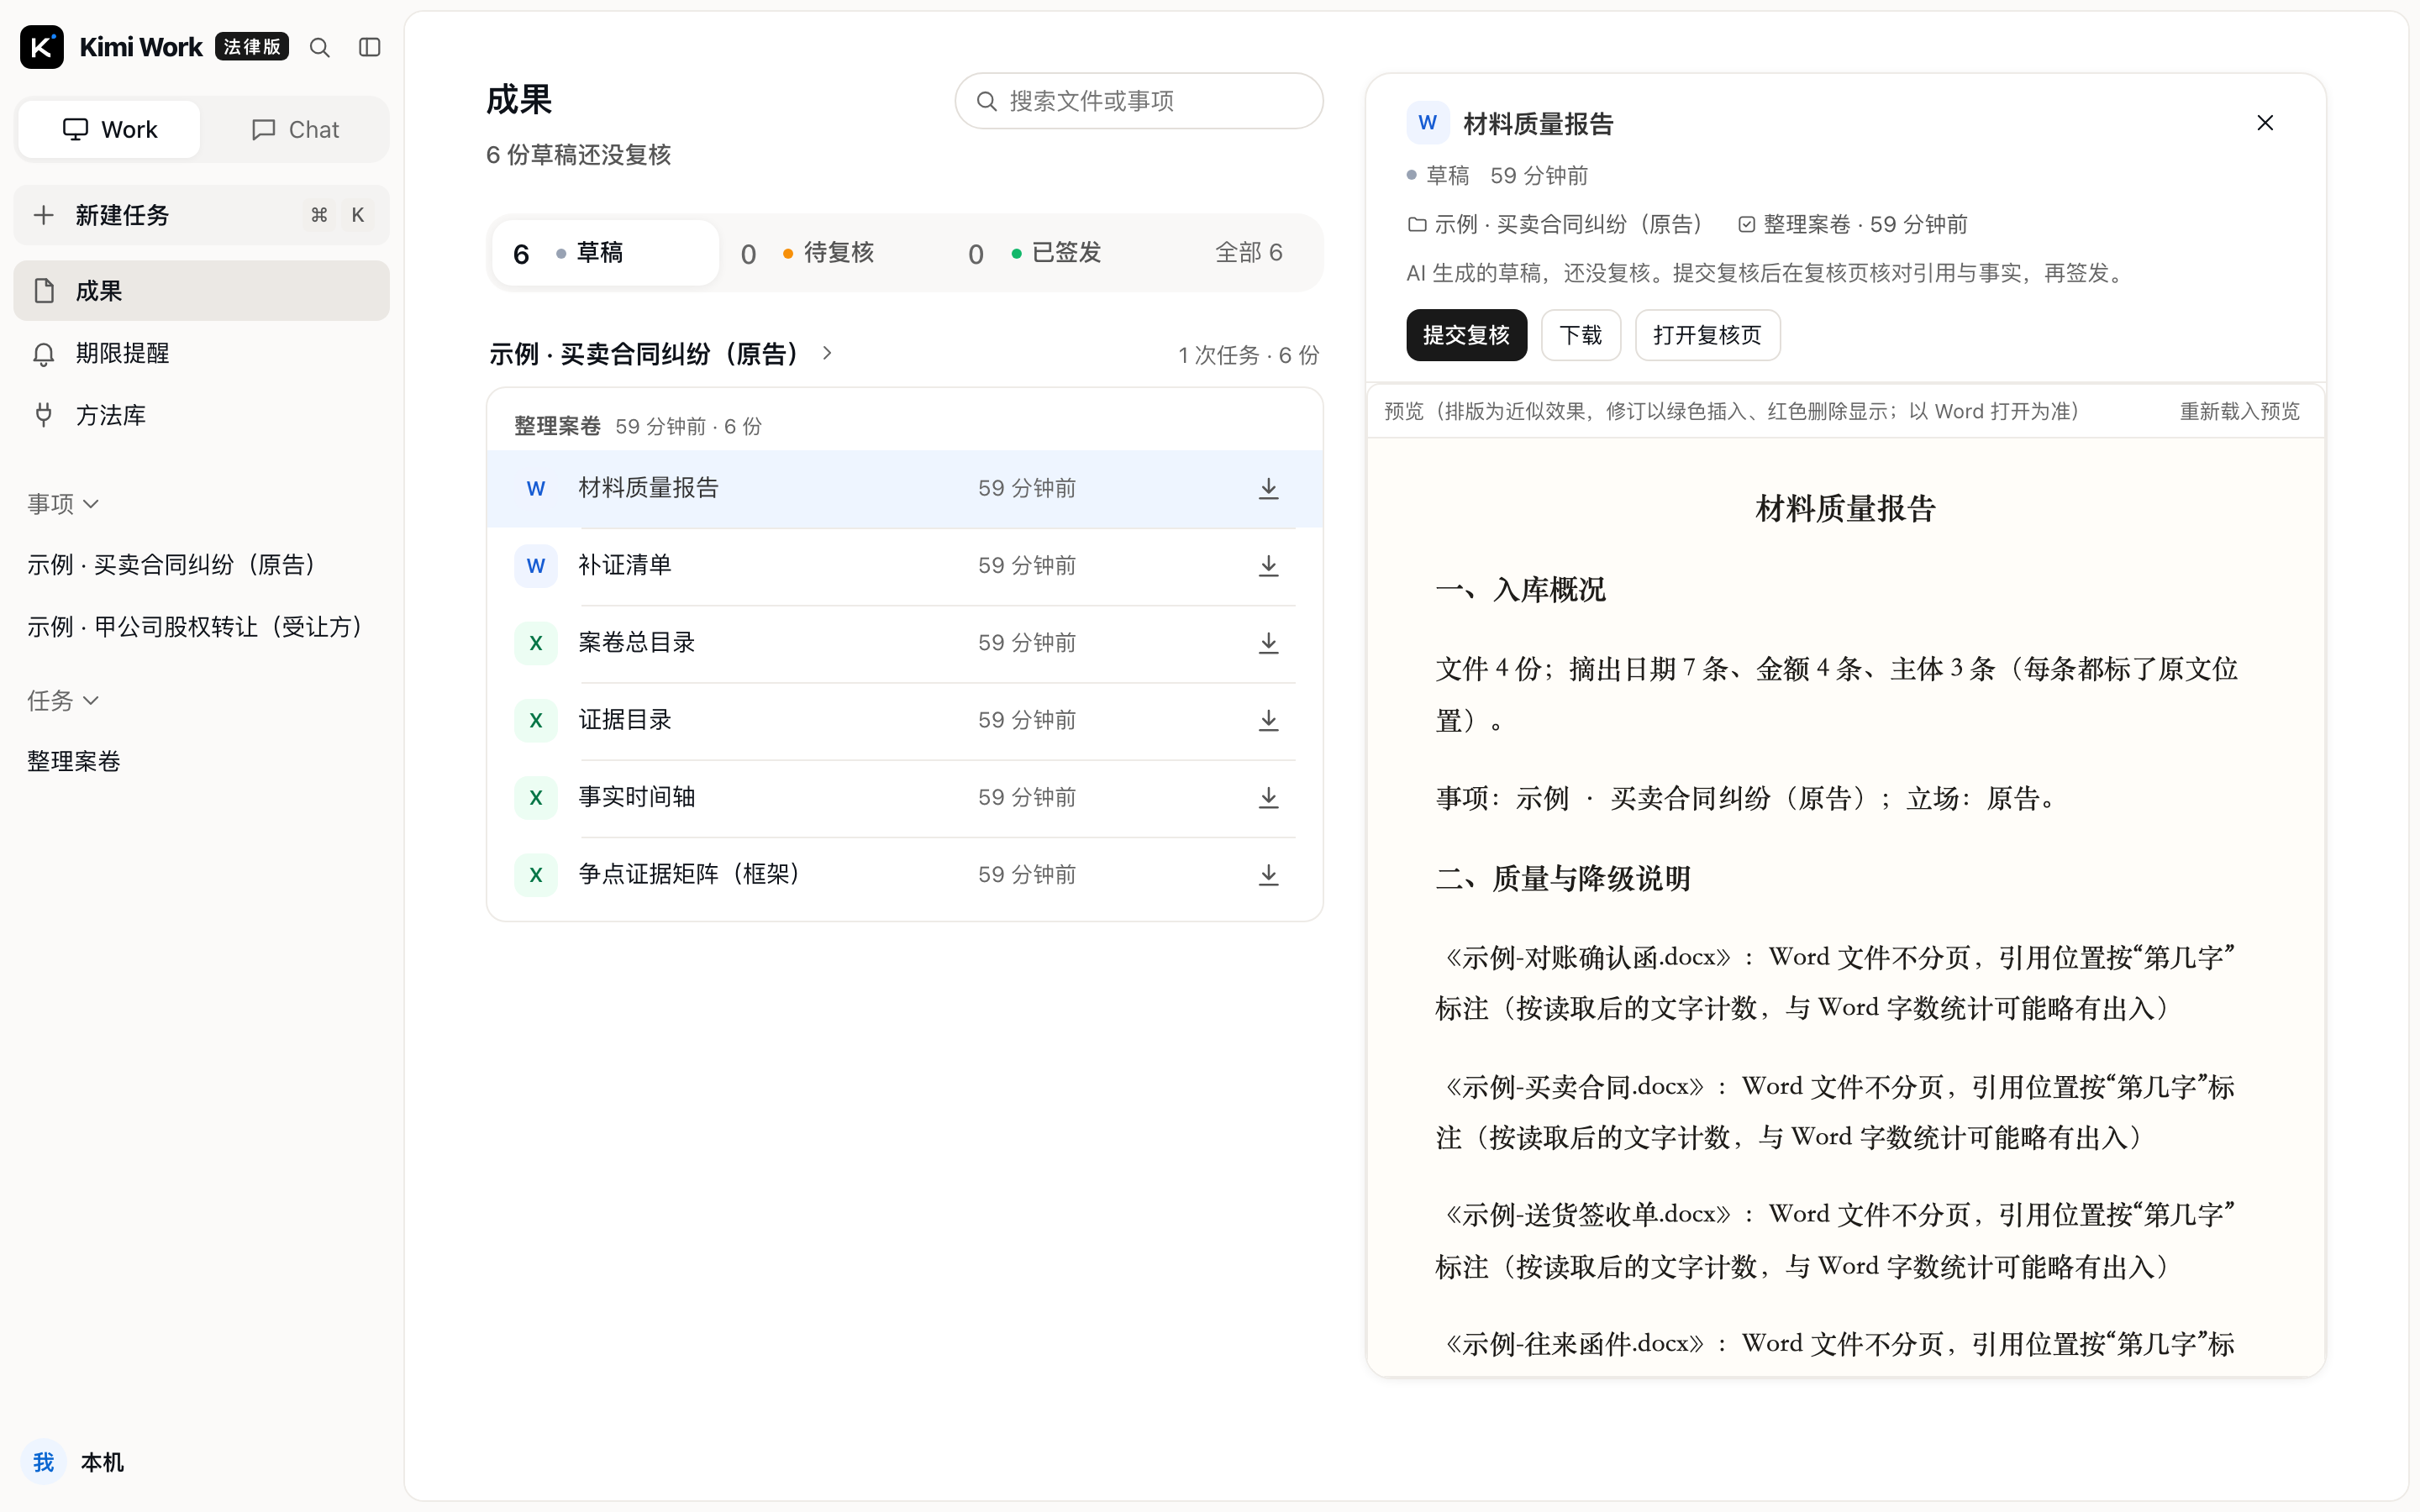 Kimi Work 法律版
Work
Chat
新建任务 ⌘ K
成果
期限提醒
方法库
事项
示例 · 买卖合同纠纷（原告）
示例 · 甲公司股权转让（受让方）
任务
整理案卷
我 本机
成果
搜索文件或事项
6 份草稿还没复核
6 草稿
0 待复核
0 已签发
全部 6
示例 · 买卖合同纠纷（原告）
1 次任务 · 6 份
整理案卷 59 分钟前 · 6 份
W 材料质量报告 59 分钟前
W 补证清单 59 分钟前
X 案卷总目录 59 分钟前
X 证据目录 59 分钟前
X 事实时间轴 59 分钟前
X 争点证据矩阵（框架） 59 分钟前
W 材料质量报告
草稿 59 分钟前
示例 · 买卖合同纠纷（原告） 整理案卷 · 59 分钟前
AI 生成的草稿，还没复核。提交复核后在复核页核对引用与事实，再签发。
提交复核 下载 打开复核页
预览（排版为近似效果，修订以绿色插入、红色删除显示；以 Word 打开为准） 重新载入预览
材料质量报告
一、入库概况
文件 4 份；摘出日期 7 条、金额 4 条、主体 3 条（每条都标了原文位
置）。
事项：示例 · 买卖合同纠纷（原告）；立场：原告。
二、质量与降级说明
《示例-对账确认函.docx》：Word 文件不分页，引用位置按“第几字”
标注（按读取后的文字计数，与 Word 字数统计可能略有出入）
《示例-买卖合同.docx》：Word 文件不分页，引用位置按“第几字”标
注（按读取后的文字计数，与 Word 字数统计可能略有出入）
《示例-送货签收单.docx》：Word 文件不分页，引用位置按“第几字”
标注（按读取后的文字计数，与 Word 字数统计可能略有出入）
《示例-往来函件.docx》：Word 文件不分页，引用位置按“第几字”标